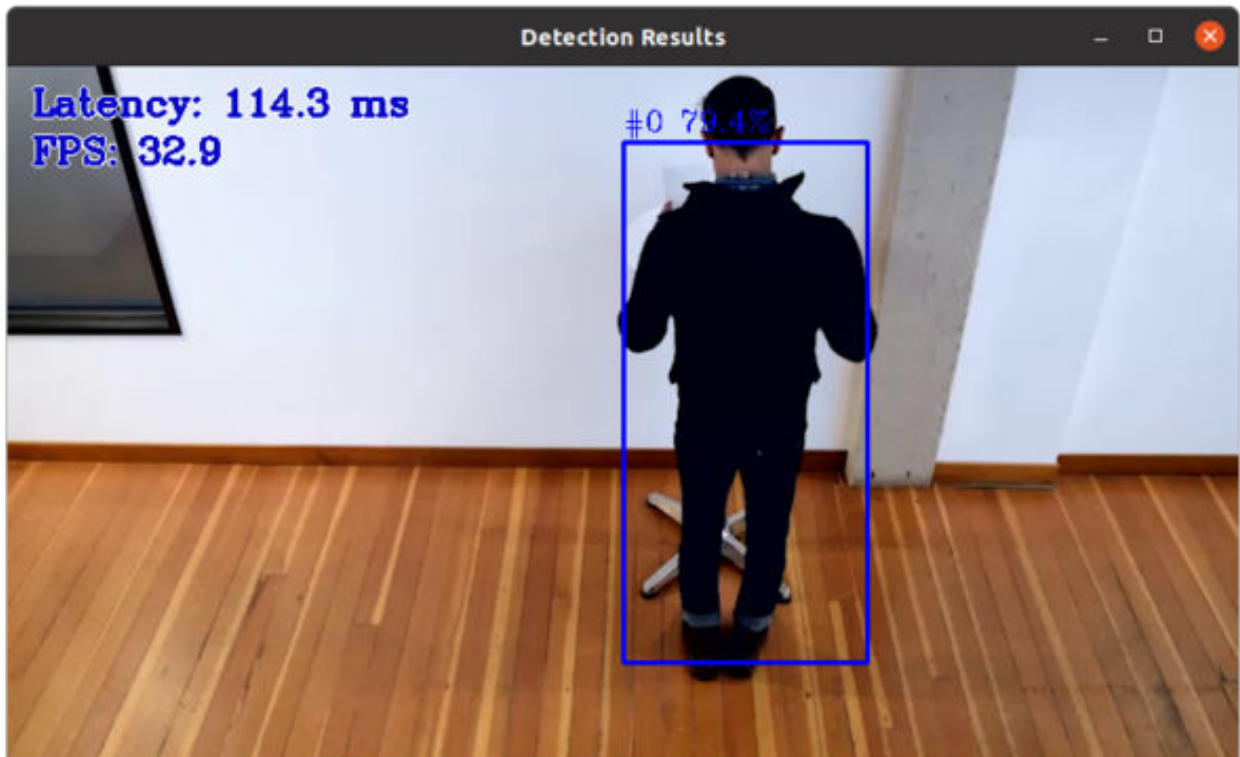 Detection Results
Latency: 114.3 ms
FPS: 32.9
#0 79.4%